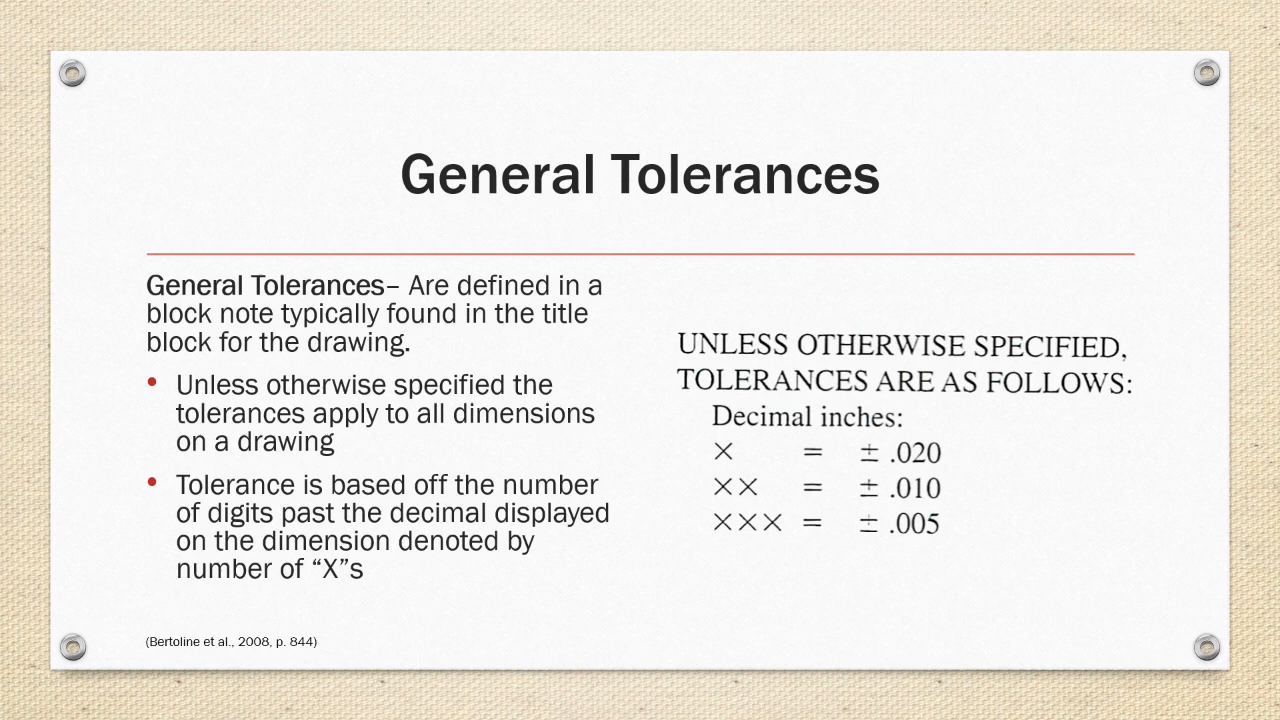 General Tolerances
General Tolerances– Are defined in a
block note typically found in the title
block for the drawing.
• Unless otherwise specified the
tolerances apply to all dimensions
on a drawing
• Tolerance is based off the number
of digits past the decimal displayed
on the dimension denoted by
number of “X”s
UNLESS OTHERWISE SPECIFIED,
TOLERANCES ARE AS FOLLOWS:
Decimal inches:
× = ± .020
×× = ± .010
××× = ± .005
(Bertoline et al., 2008, p. 844)